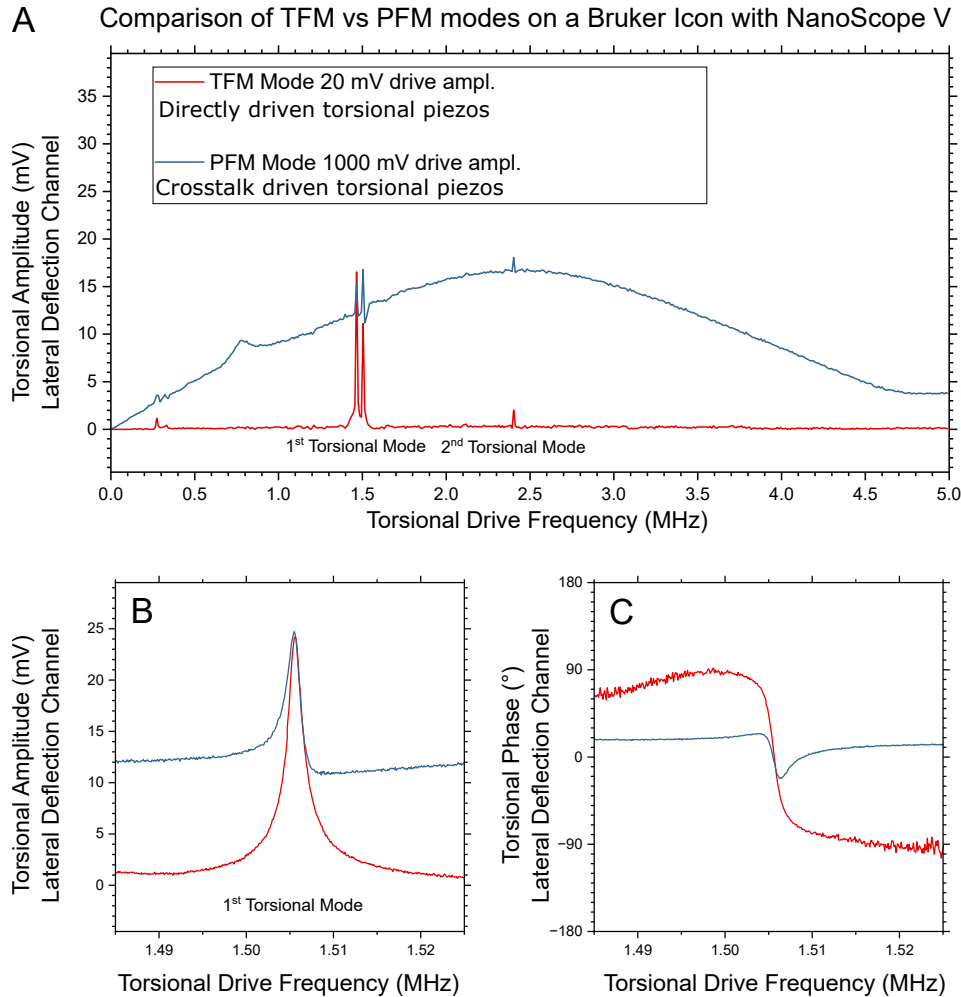 A
Comparison of TFM vs PFM modes on a Bruker Icon with NanoScope V
Torsional Amplitude (mV)
Lateral Deflection Channel
35
30
25
20
15
10
5
0
TFM Mode 20 mV drive ampl.
Directly driven torsional piezos
PFM Mode 1000 mV drive ampl.
Crosstalk driven torsional piezos
1st Torsional Mode
2nd Torsional Mode
0.0 0.5 1.0 1.5 2.0 2.5 3.0 3.5 4.0 4.5 5.0
Torsional Drive Frequency (MHz)
B
Torsional Amplitude (mV)
Lateral Deflection Channel
25
20
15
10
5
0
1st Torsional Mode
1.49 1.50 1.51 1.52
Torsional Drive Frequency (MHz)
C
Torsional Phase (°)
Lateral Deflection Channel
180
90
0
−90
−180
1.49 1.50 1.51 1.52
Torsional Drive Frequency (MHz)